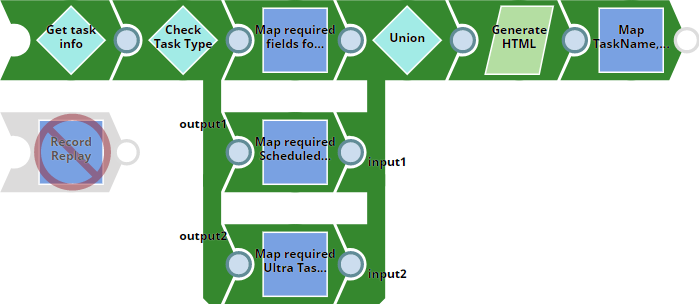 Get task
info
Check
Task Type
Map required
fields fo...
Union
Generate
HTML
Map
TaskName,...
Record
Replay
output1
Map required
Scheduled...
input1
output2
Map required
Ultra Tas...
input2